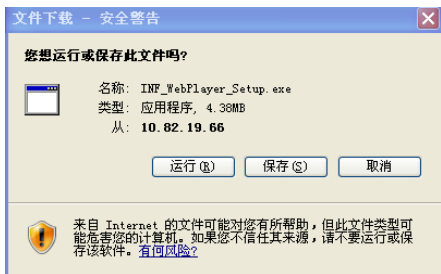 文件下载 - 安全警告
您想运行或保存此文件吗?
名称: INF_WebPlayer_Setup.exe
类型: 应用程序, 4.38MB
从: 10.82.19.66
运行(R) 保存(S) 取消
来自 Internet 的文件可能对您有所帮助，但此文件类型可
能危害您的计算机。如果您不信任其来源，请不要运行或保
存该软件。有何风险?